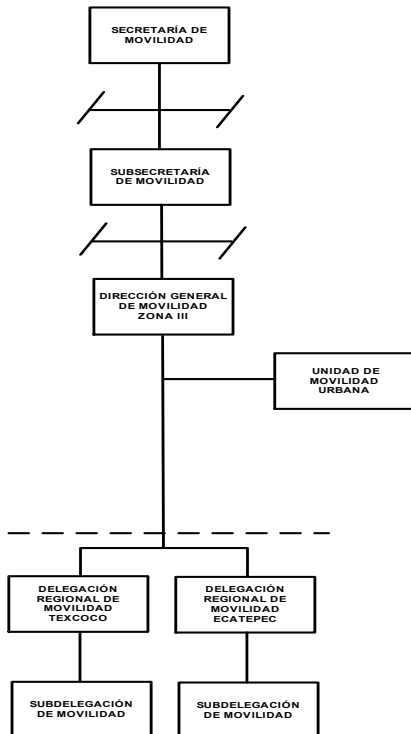 SECRETARÍA DE
MOVILIDAD
SUBSECRETARÍA
DE MOVILIDAD
DIRECCIÓN GENERAL
DE MOVILIDAD
ZONA III
UNIDAD DE
MOVILIDAD
URBANA
DELEGACIÓN
REGIONAL DE
MOVILIDAD
TEXCOCO
DELEGACIÓN
REGIONAL DE
MOVILIDAD
ECATEPEC
SUBDELEGACIÓN
DE MOVILIDAD
SUBDELEGACIÓN
DE MOVILIDAD